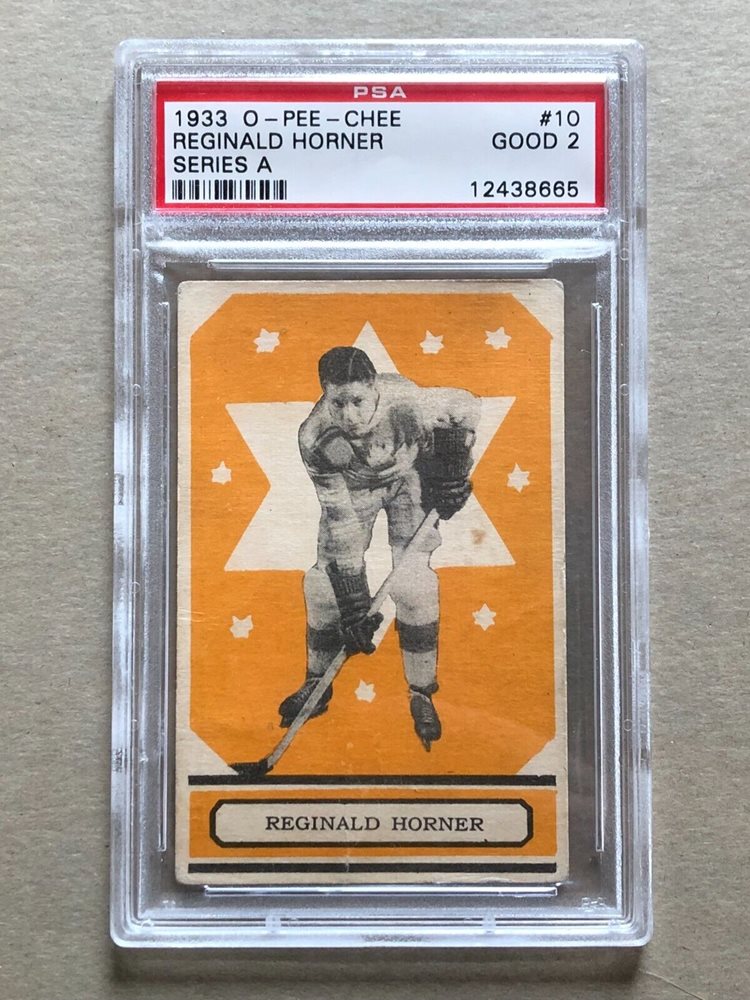 PSA
1933 O-PEE-CHEE #10
REGINALD HORNER GOOD 2
SERIES A
12438665
REGINALD HORNER